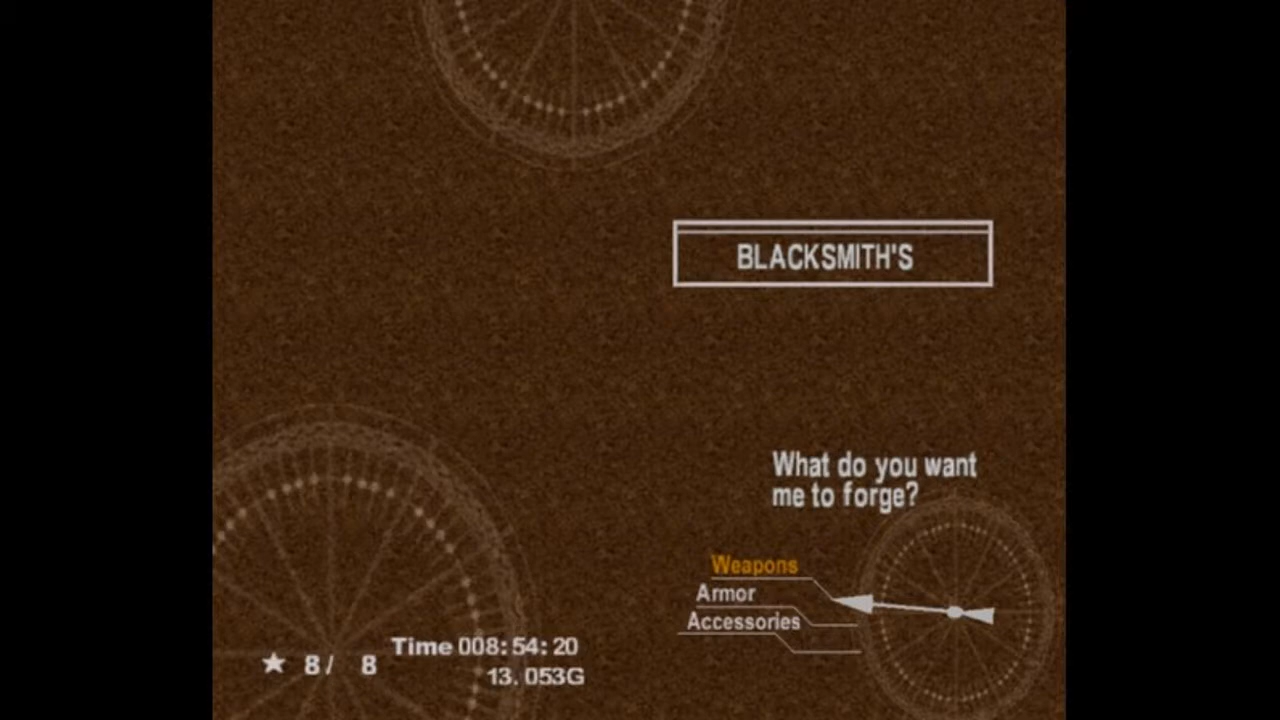 BLACKSMITH'S
What do you want
me to forge?
Weapons
Armor
Accessories
Time 008:54:20
★ 8/ 8
13.053G